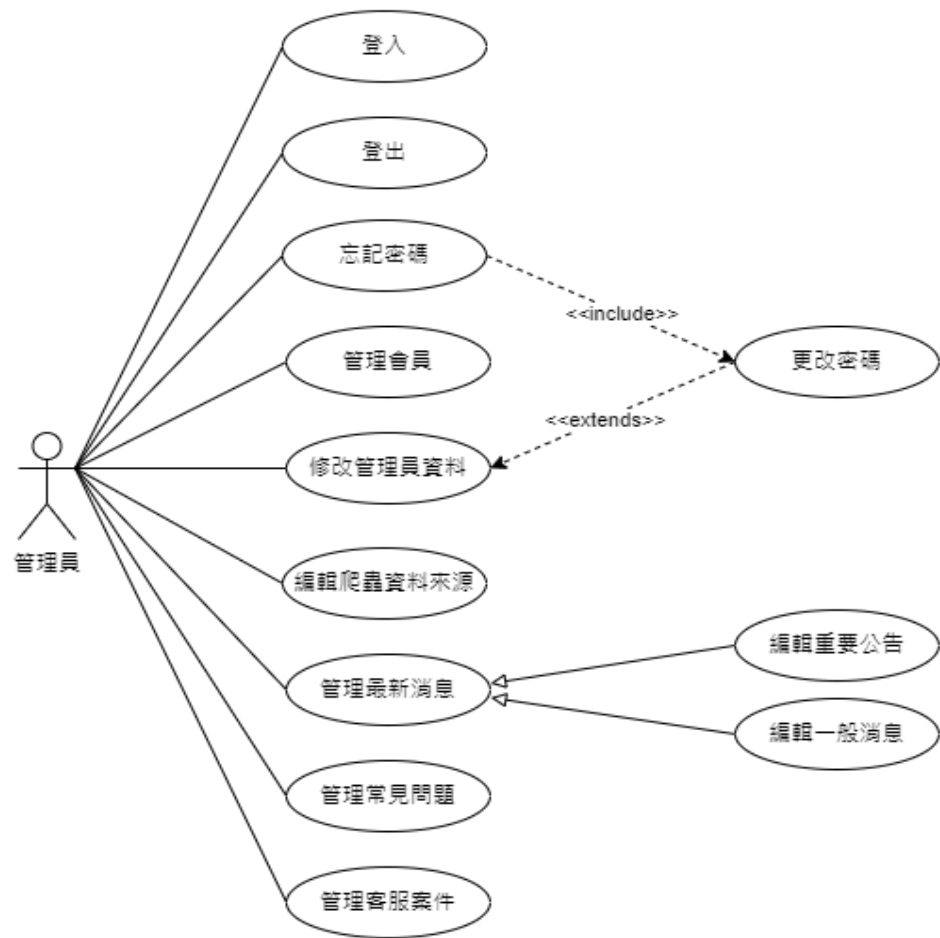 登入
登出
忘記密碼
<<include>>
管理會員
更改密碼
<<extends>>
修改管理員資料
管理員
編輯爬蟲資料來源
編輯重要公告
管理最新消息
編輯一般消息
管理常見問題
管理客服案件